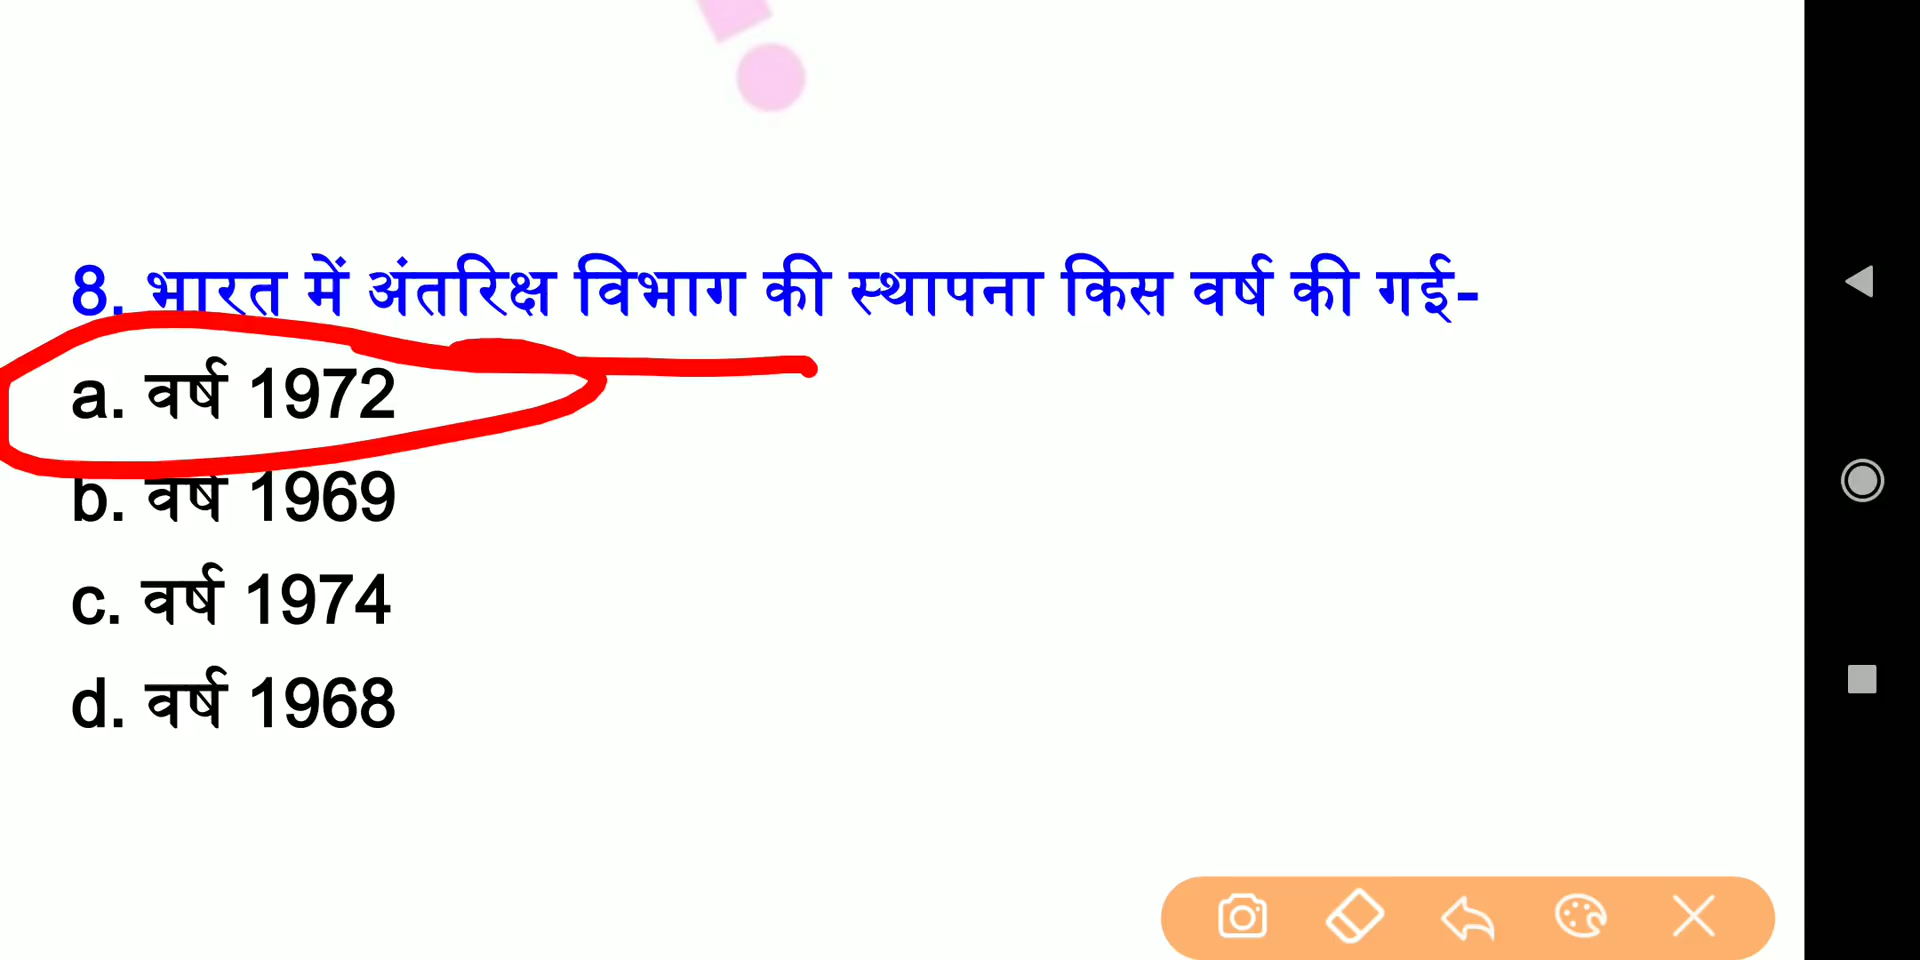 8. भारत में अंतरिक्ष विभाग की स्थापना किस वर्ष की गई-
a. वर्ष 1972
b. वर्ष 1969
c. वर्ष 1974
d. वर्ष 1968